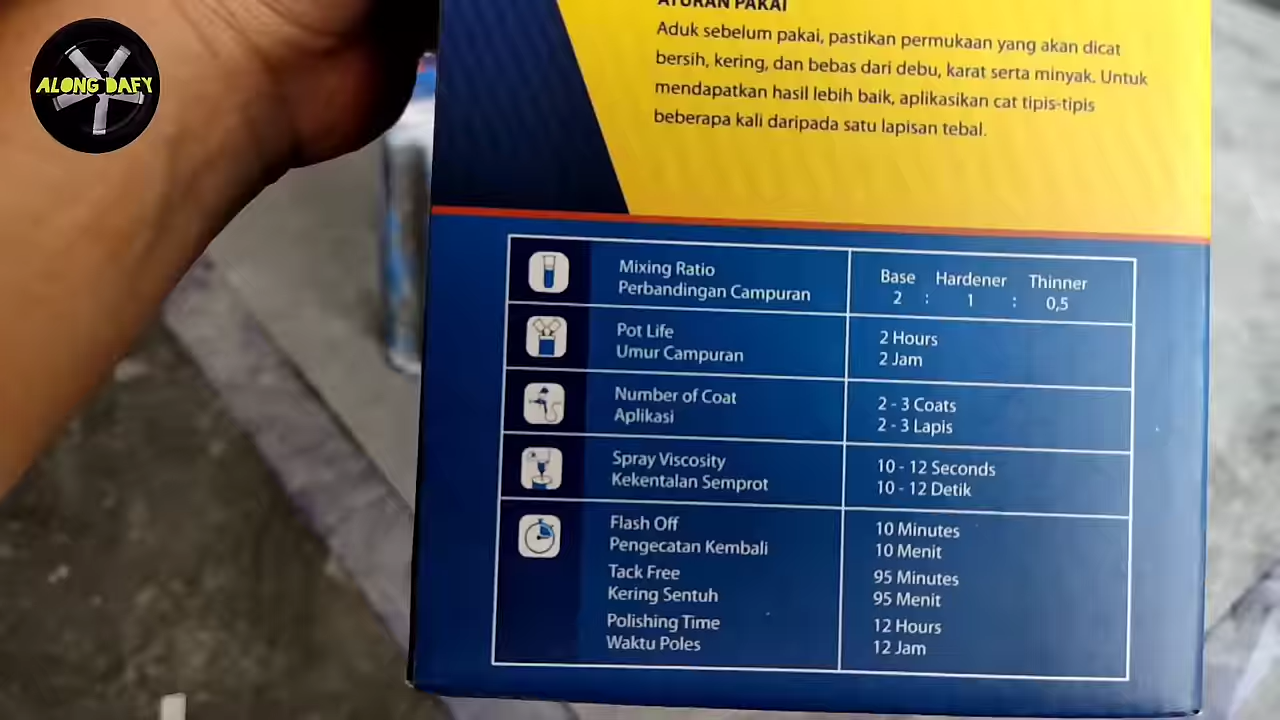 ALONG DAFY
ATURAN PAKAI
Aduk sebelum pakai, pastikan permukaan yang akan dicat
bersih, kering, dan bebas dari debu, karat serta minyak. Untuk
mendapatkan hasil lebih baik, aplikasikan cat tipis-tipis
beberapa kali daripada satu lapisan tebal.
Mixing Ratio
Perbandingan Campuran
Base Hardener Thinner
2 : 1 : 0,5
Pot Life
Umur Campuran
2 Hours
2 Jam
Number of Coat
Aplikasi
2 - 3 Coats
2 - 3 Lapis
Spray Viscosity
Kekentalan Semprot
10 - 12 Seconds
10 - 12 Detik
Flash Off
Pengecatan Kembali
10 Minutes
10 Menit
Tack Free
Kering Sentuh
95 Minutes
95 Menit
Polishing Time
Waktu Poles
12 Hours
12 Jam